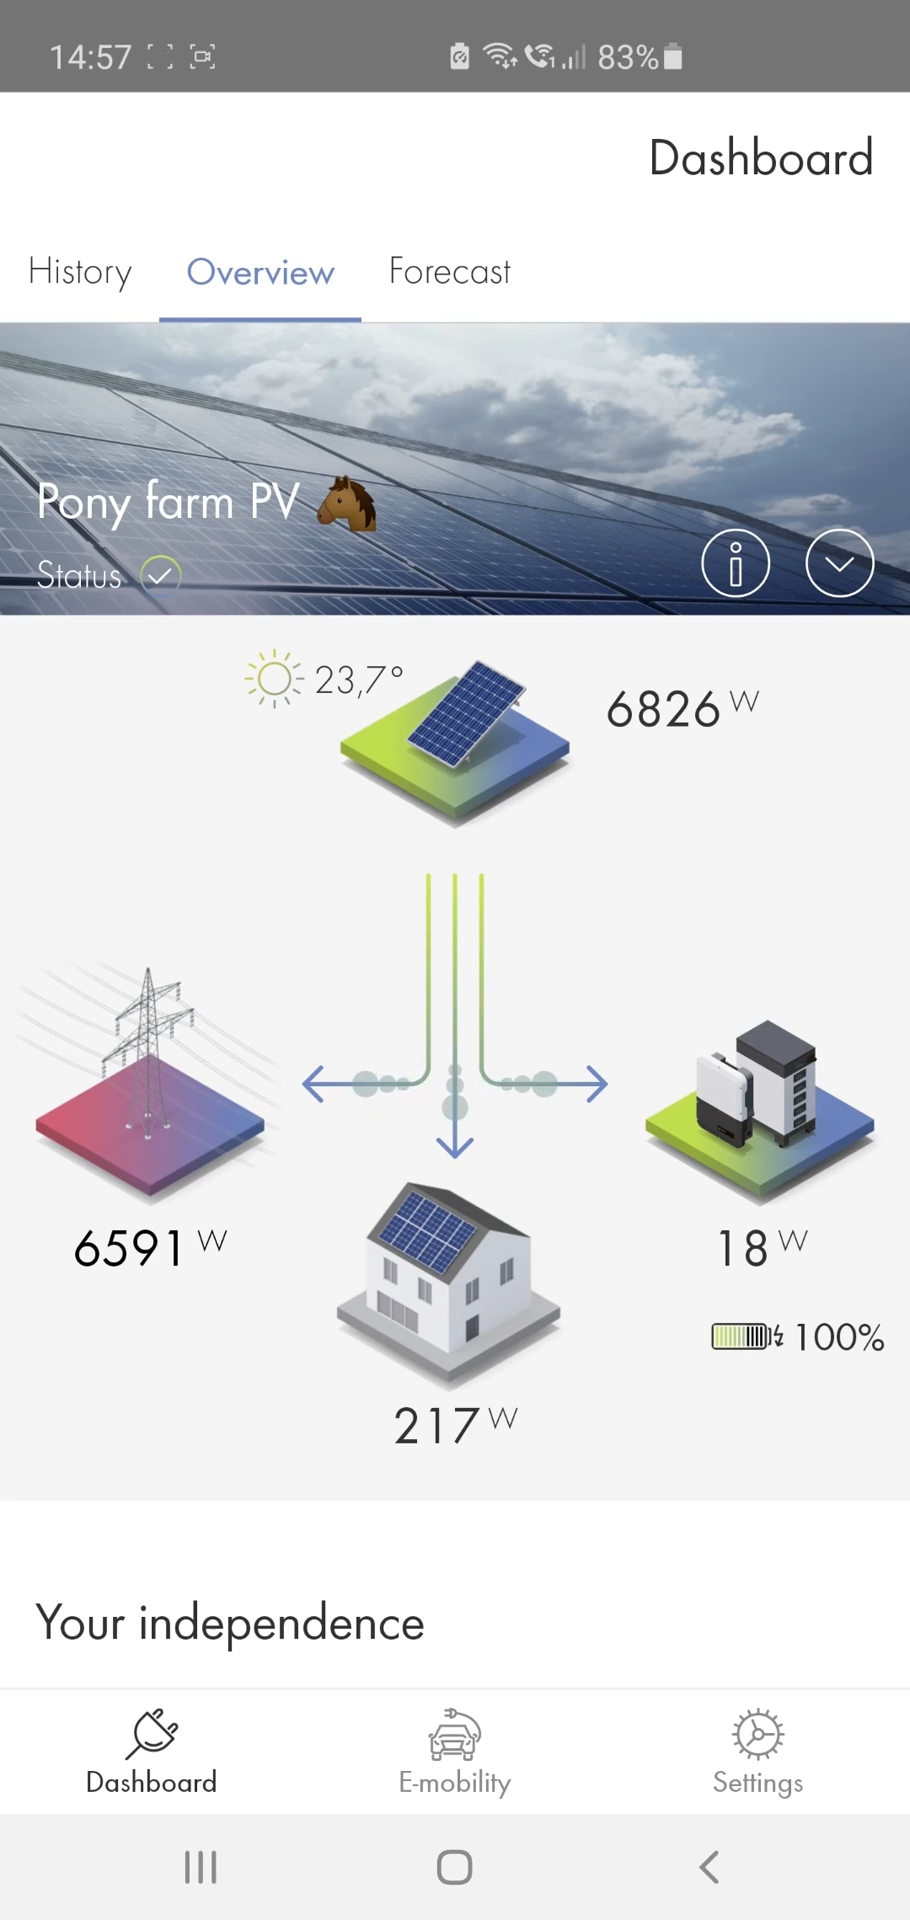 14:57 83%
Dashboard
History Overview Forecast
Pony farm PV
Status
23,7°
6826 W
6591 W
18 W
100%
217 W
Your independence
Dashboard E-mobility Settings